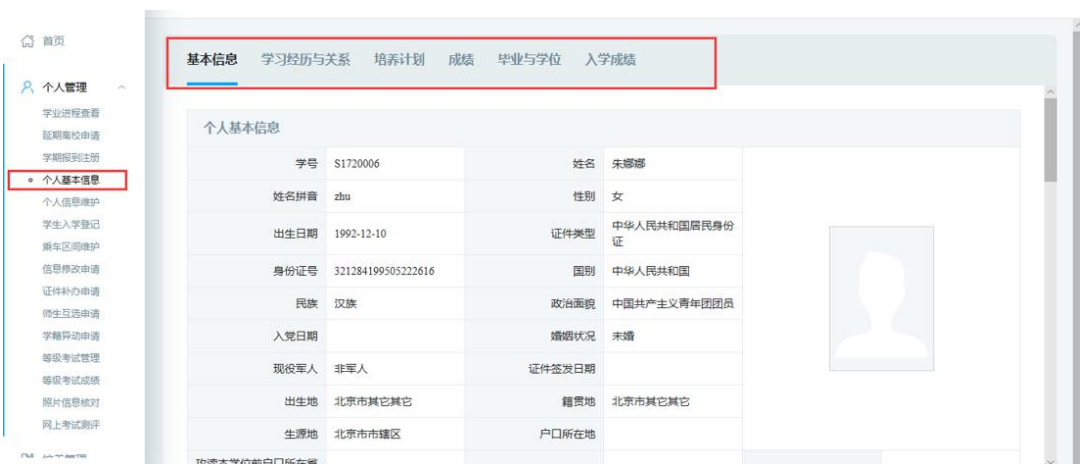 首页
个人管理
学业进程查看
延期离校申请
学期报到注册
个人基本信息
个人信息维护
学生入学登记
乘车区间维护
信息修改申请
证件补办申请
师生互选申请
学籍异动申请
等级考试管理
等级考试成绩
照片信息核对
网上考试测评
基本信息 学习经历与关系 培养计划 成绩 毕业与学位 入学成绩
个人基本信息
学号 S1720006 姓名 朱娜娜
姓名拼音 zhu 性别 女
出生日期 1992-12-10 证件类型 中华人民共和国居民身份
证
身份证号 321284199505222616 国别 中华人民共和国
民族 汉族 政治面貌 中国共产主义青年团团员
入党日期 婚姻状况 未婚
现役军人 非军人 证件签发日期
出生地 北京市其它其它 籍贯地 北京市其它其它
生源地 北京市市辖区 户口所在地
攻读本学位前户口所在省